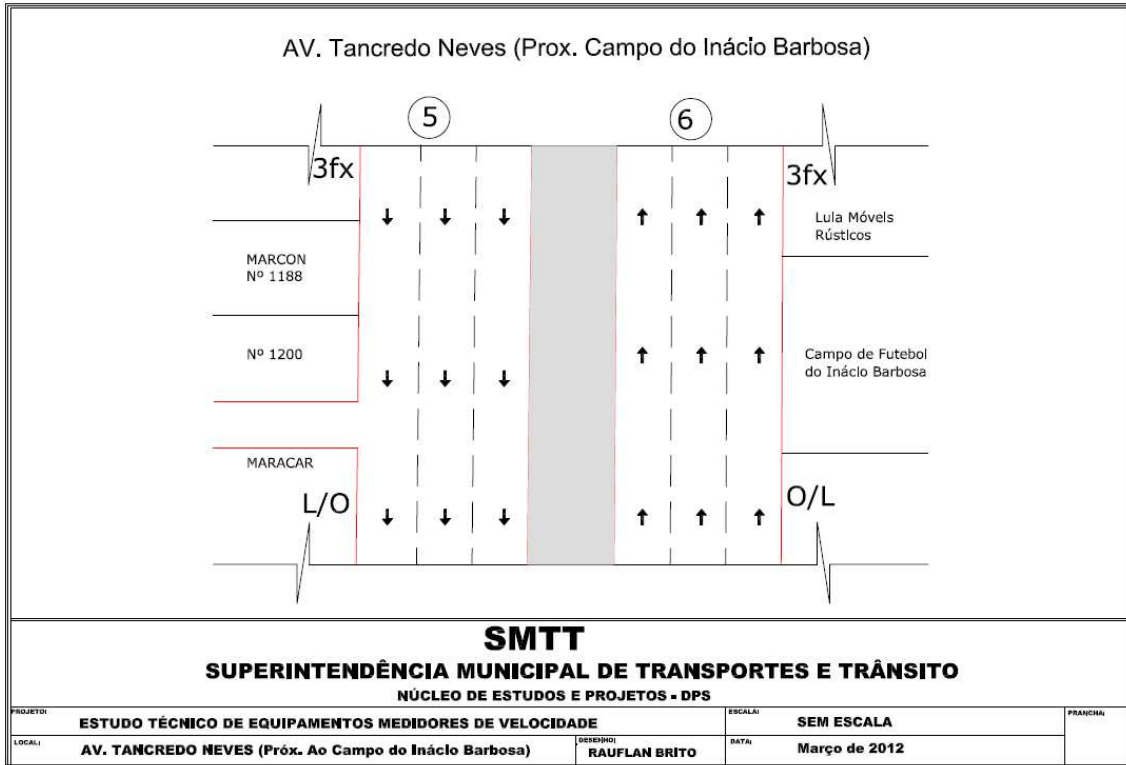 AV. Tancredo Neves (Prox. Campo do Inácio Barbosa)
5
6
3fx
3fx
Lula Móveis
Rústicos
MARCON
Nº 1188
Nº 1200
Campo de Futebol
do Inácio Barbosa
MARACAR
L/O
O/L
SMTT
SUPERINTENDÊNCIA MUNICIPAL DE TRANSPORTES E TRÂNSITO
NÚCLEO DE ESTUDOS E PROJETOS - DPS
PROJETO: ESTUDO TÉCNICO DE EQUIPAMENTOS MEDIDORES DE VELOCIDADE
ESCALA: SEM ESCALA
PRANCHA:
LOCAL: AV. TANCREDO NEVES (Próx. Ao Campo do Inácio Barbosa)
DESENHO: RAUFLAN BRITO
DATA: Março de 2012